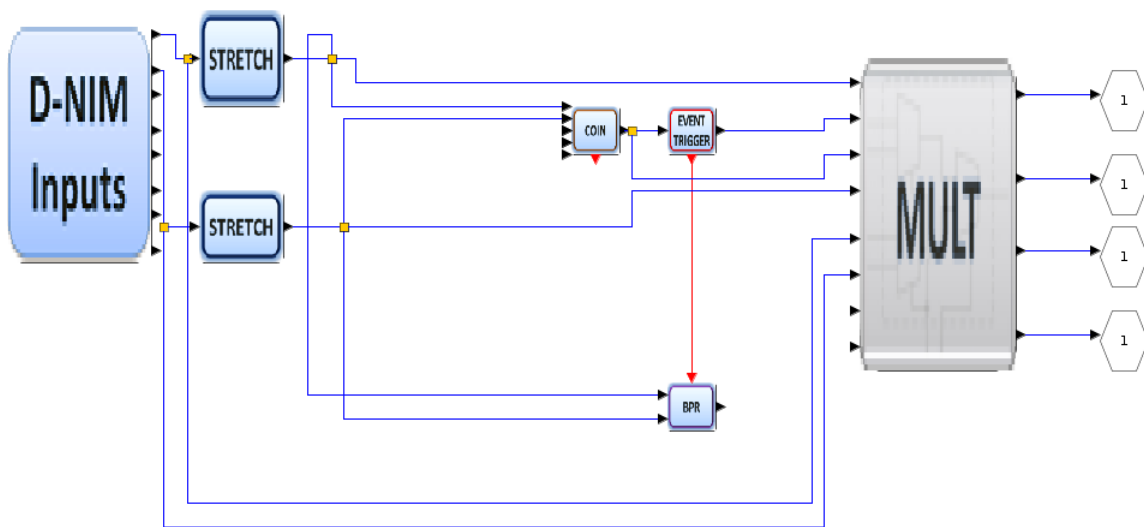 D-NIM
Inputs
STRETCH
STRETCH
COIN
EVENT
TRIGGER
BPR
MULT
1
1
1
1